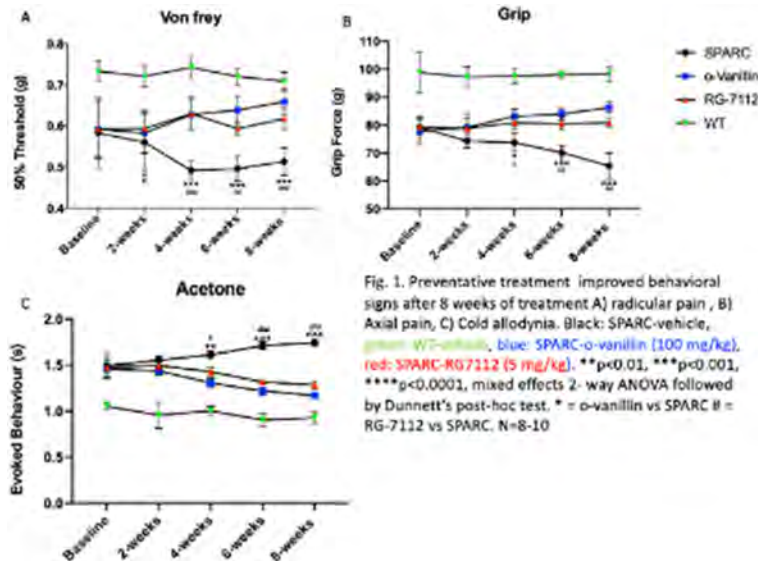 A
Von frey
50% Threshold (g)
0.8
0.7
0.6
0.5
0.4
Baseline
2-weeks
4-weeks
6-weeks
8-weeks
B
Grip
Grip Force (g)
110
100
90
80
70
60
Baseline
2-weeks
4-weeks
6-weeks
8-weeks
SPARC
o-Vanillin
RG-7112
WT
C
Acetone
Evoked Behaviour (s)
2.0
1.5
1.0
0.5
0.0
Baseline
2-weeks
4-weeks
6-weeks
8-weeks
Fig. 1. Preventative treatment improved behavioral
signs after 8 weeks of treatment A) radicular pain , B)
Axial pain, C) Cold allodynia. Black: SPARC-vehicle,
green: WT-vehicle, blue: SPARC-o-vanillin (100 mg/kg),
red: SPARC-RG7112 (5 mg/kg). **p<0.01, ***p<0.001,
****p<0.0001, mixed effects 2- way ANOVA followed
by Dunnett's post-hoc test. * = o-vanillin vs SPARC # =
RG-7112 vs SPARC. N=8-10